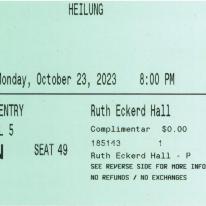 HEILUNG
Monday, October 23, 2023 8:00 PM
ENTRY
Ruth Eckerd Hall
L 5
Complimentar $0.00
185143 1
SEAT 49
Ruth Eckerd Hall - P
SEE REVERSE SIDE FOR MORE INFO
NO REFUNDS / NO EXCHANGES